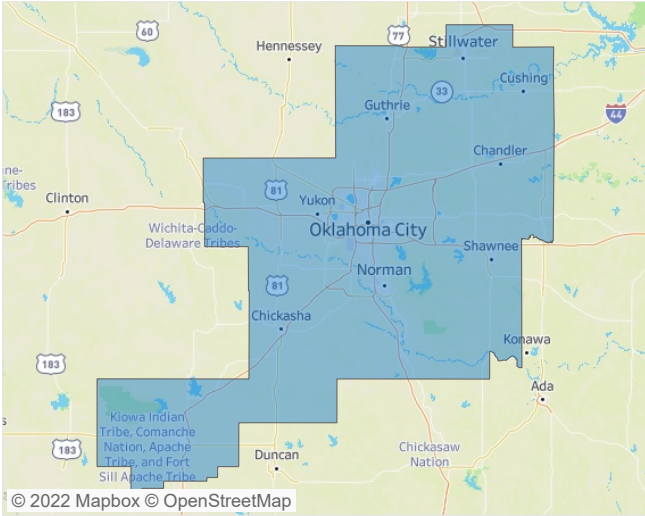 60
77
Hennessey
Stillwater
Cushing
33
Guthrie
183
44
Chandler
81
Clinton
Yukon
Oklahoma City
Wichita-Caddo-
Delaware Tribes
Shawnee
Norman
81
Chickasha
Konawa
183
Ada
Kiowa Indian
Tribe, Comanche
Nation, Apache
Tribe, and Fort
Sill Apache Tribe
183
Duncan
Chickasaw
Nation
ne-
ribes
s
© 2022 Mapbox © OpenStreetMap